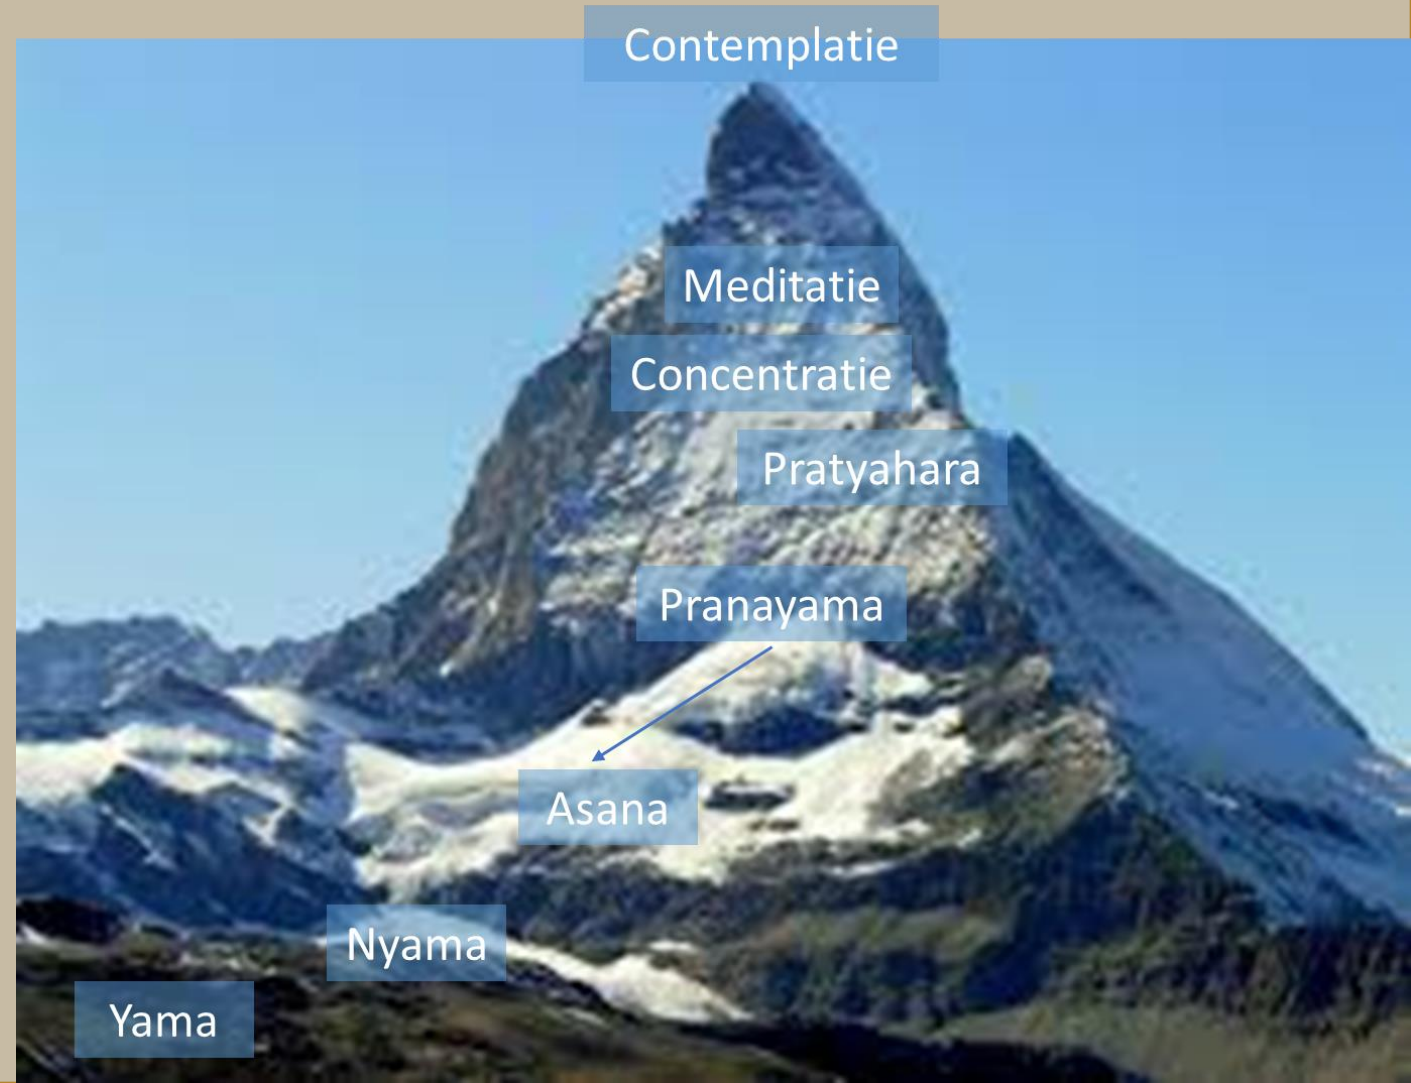 Contemplatie
Meditatie
Concentratie
Pratyahara
Pranayama
Asana
Nyama
Yama